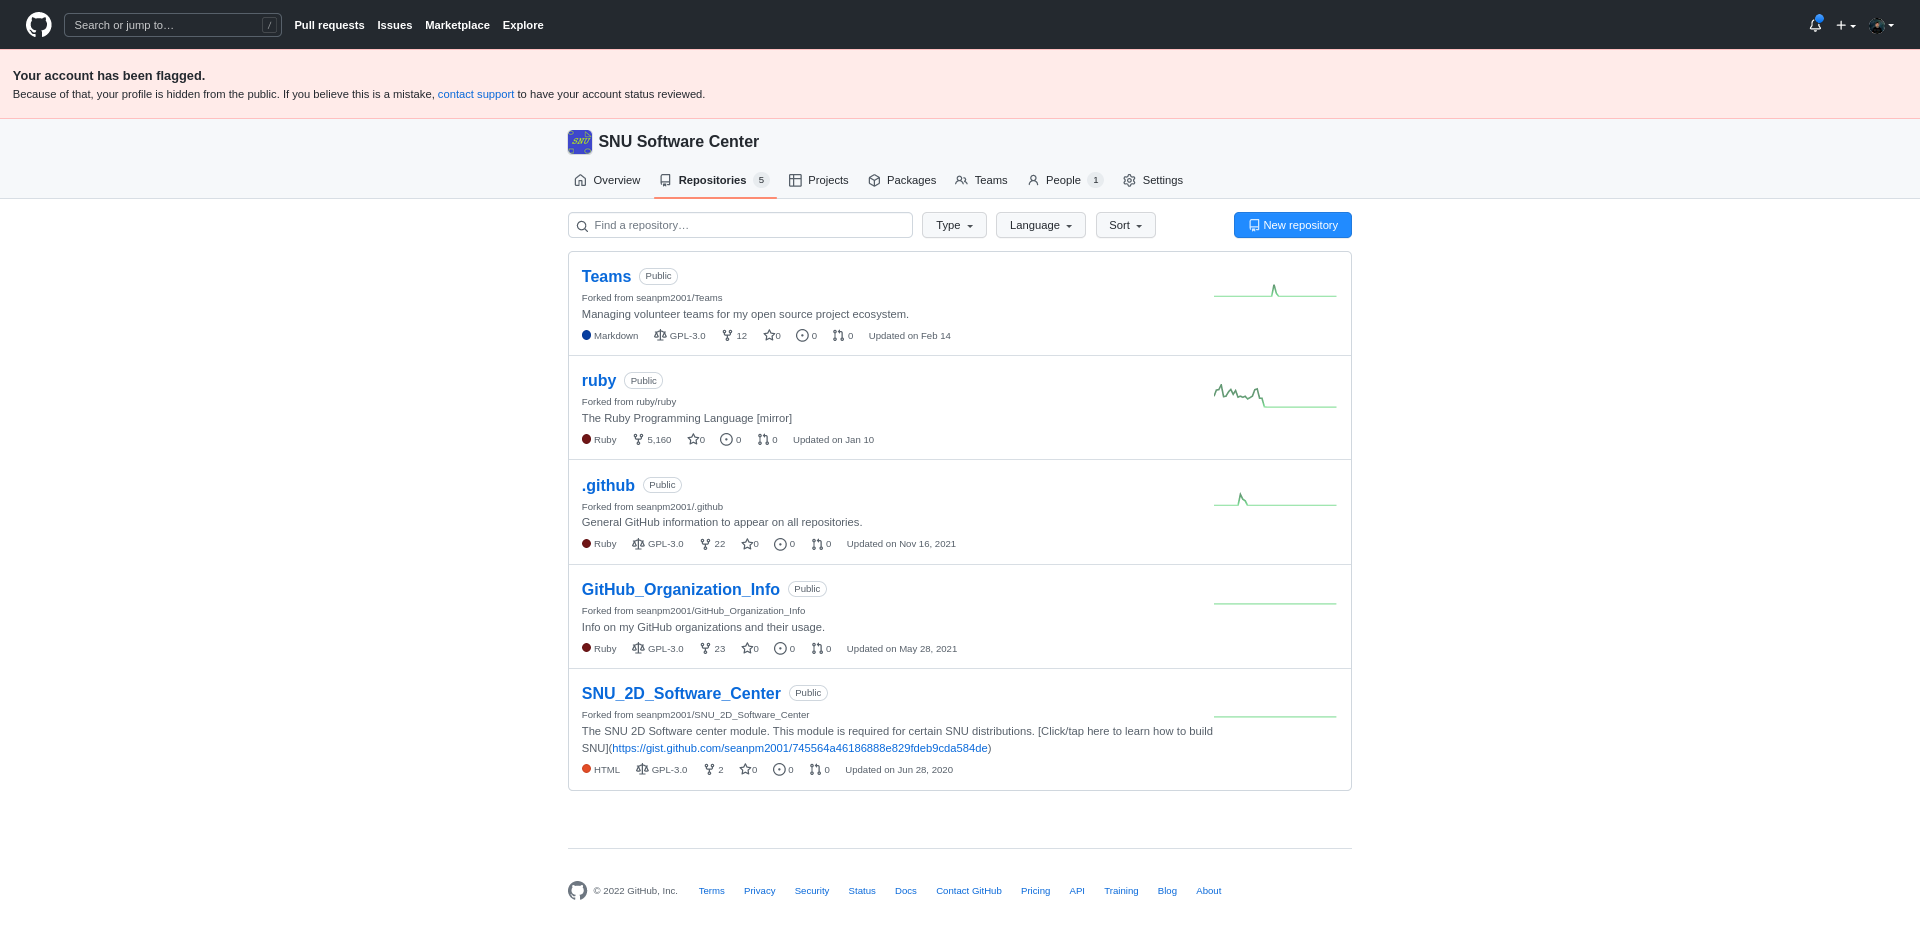 Search or jump to… /
Pull requests Issues Marketplace Explore
Your account has been flagged.
Because of that, your profile is hidden from the public. If you believe this is a mistake, contact support to have your account status reviewed.
SNU SNU Software Center
Overview Repositories 5 Projects Packages Teams People 1 Settings
Find a repository… Type Language Sort New repository
Teams Public
Forked from seanpm2001/Teams
Managing volunteer teams for my open source project ecosystem.
Markdown GPL-3.0 12 0 0 0 Updated on Feb 14
ruby Public
Forked from ruby/ruby
The Ruby Programming Language [mirror]
Ruby 5,160 0 0 0 Updated on Jan 10
.github Public
Forked from seanpm2001/.github
General GitHub information to appear on all repositories.
Ruby GPL-3.0 22 0 0 0 Updated on Nov 16, 2021
GitHub_Organization_Info Public
Forked from seanpm2001/GitHub_Organization_Info
Info on my GitHub organizations and their usage.
Ruby GPL-3.0 23 0 0 0 Updated on May 28, 2021
SNU_2D_Software_Center Public
Forked from seanpm2001/SNU_2D_Software_Center
The SNU 2D Software center module. This module is required for certain SNU distributions. [Click/tap here to learn how to build
SNU](https://gist.github.com/seanpm2001/745564a46186888e829fdeb9cda584de)
HTML GPL-3.0 2 0 0 0 Updated on Jun 28, 2020
© 2022 GitHub, Inc. Terms Privacy Security Status Docs Contact GitHub Pricing API Training Blog About